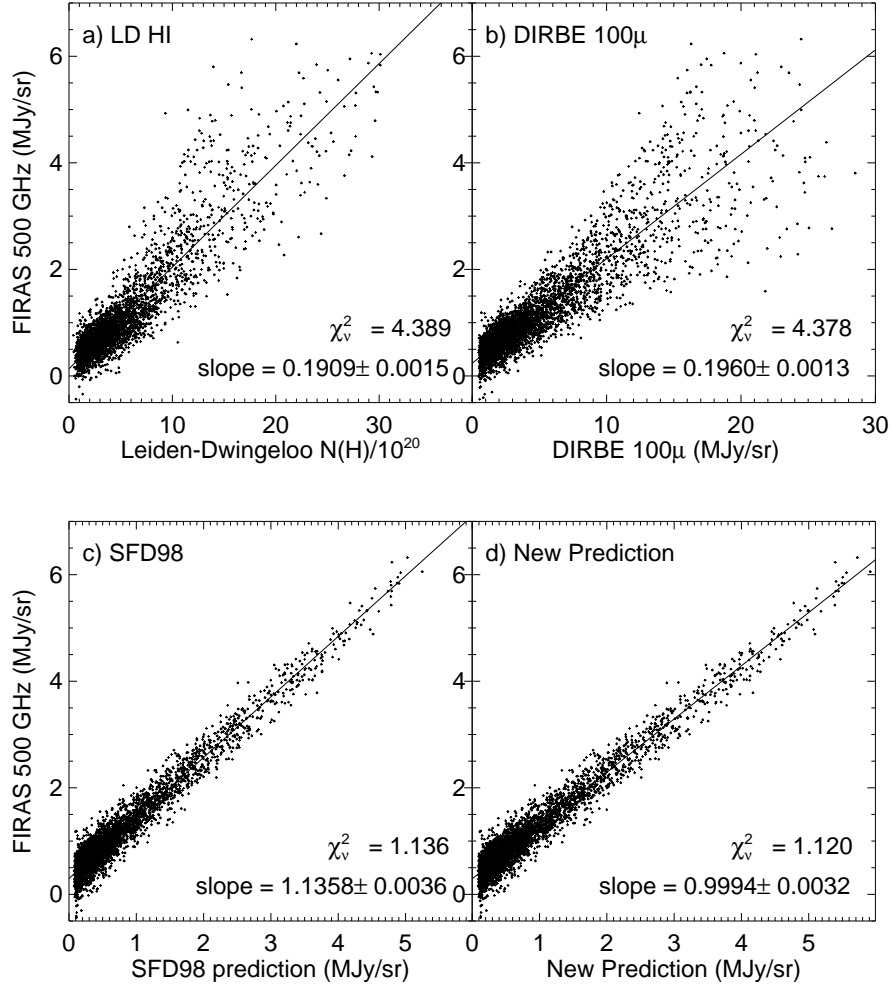 a) LD HI
b) DIRBE 100μ
6
4
2
0
FIRAS 500 GHz (MJy/sr)
χ²ᵥ = 4.389
slope = 0.1909± 0.0015
6
4
2
0
χ²ᵥ = 4.378
slope = 0.1960± 0.0013
0 10 20 30
Leiden-Dwingeloo N(H)/10²⁰
0 10 20 30
DIRBE 100μ (MJy/sr)
c) SFD98
d) New Prediction
6
4
2
0
FIRAS 500 GHz (MJy/sr)
χ²ᵥ = 1.136
slope = 1.1358± 0.0036
6
4
2
0
χ²ᵥ = 1.120
slope = 0.9994± 0.0032
0 1 2 3 4 5
SFD98 prediction (MJy/sr)
0 1 2 3 4 5
New Prediction (MJy/sr)